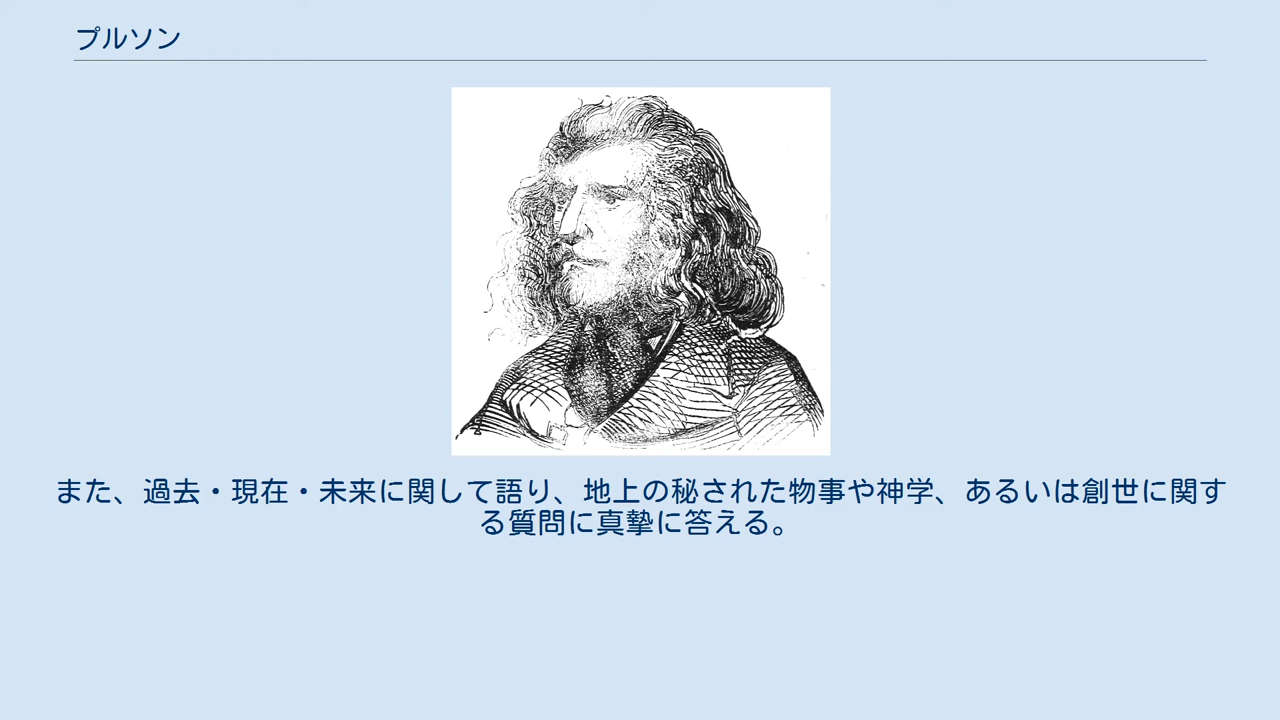 プルソン
また、過去・現在・未来に関して語り、地上の秘された物事や神学、あるいは創世に関す
る質問に真摯に答える。